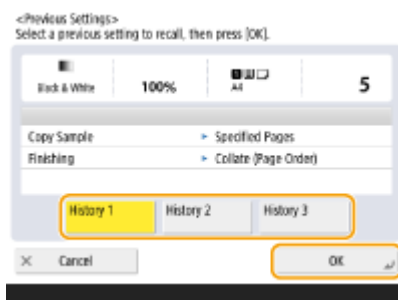 <Previous Settings>
Select a previous setting to recall, then press [OK].
Black & White 100% A4 5
Copy Sample ► Specified Pages
Finishing ► Collate (Page Order)
History 1 History 2 History 3
× Cancel OK